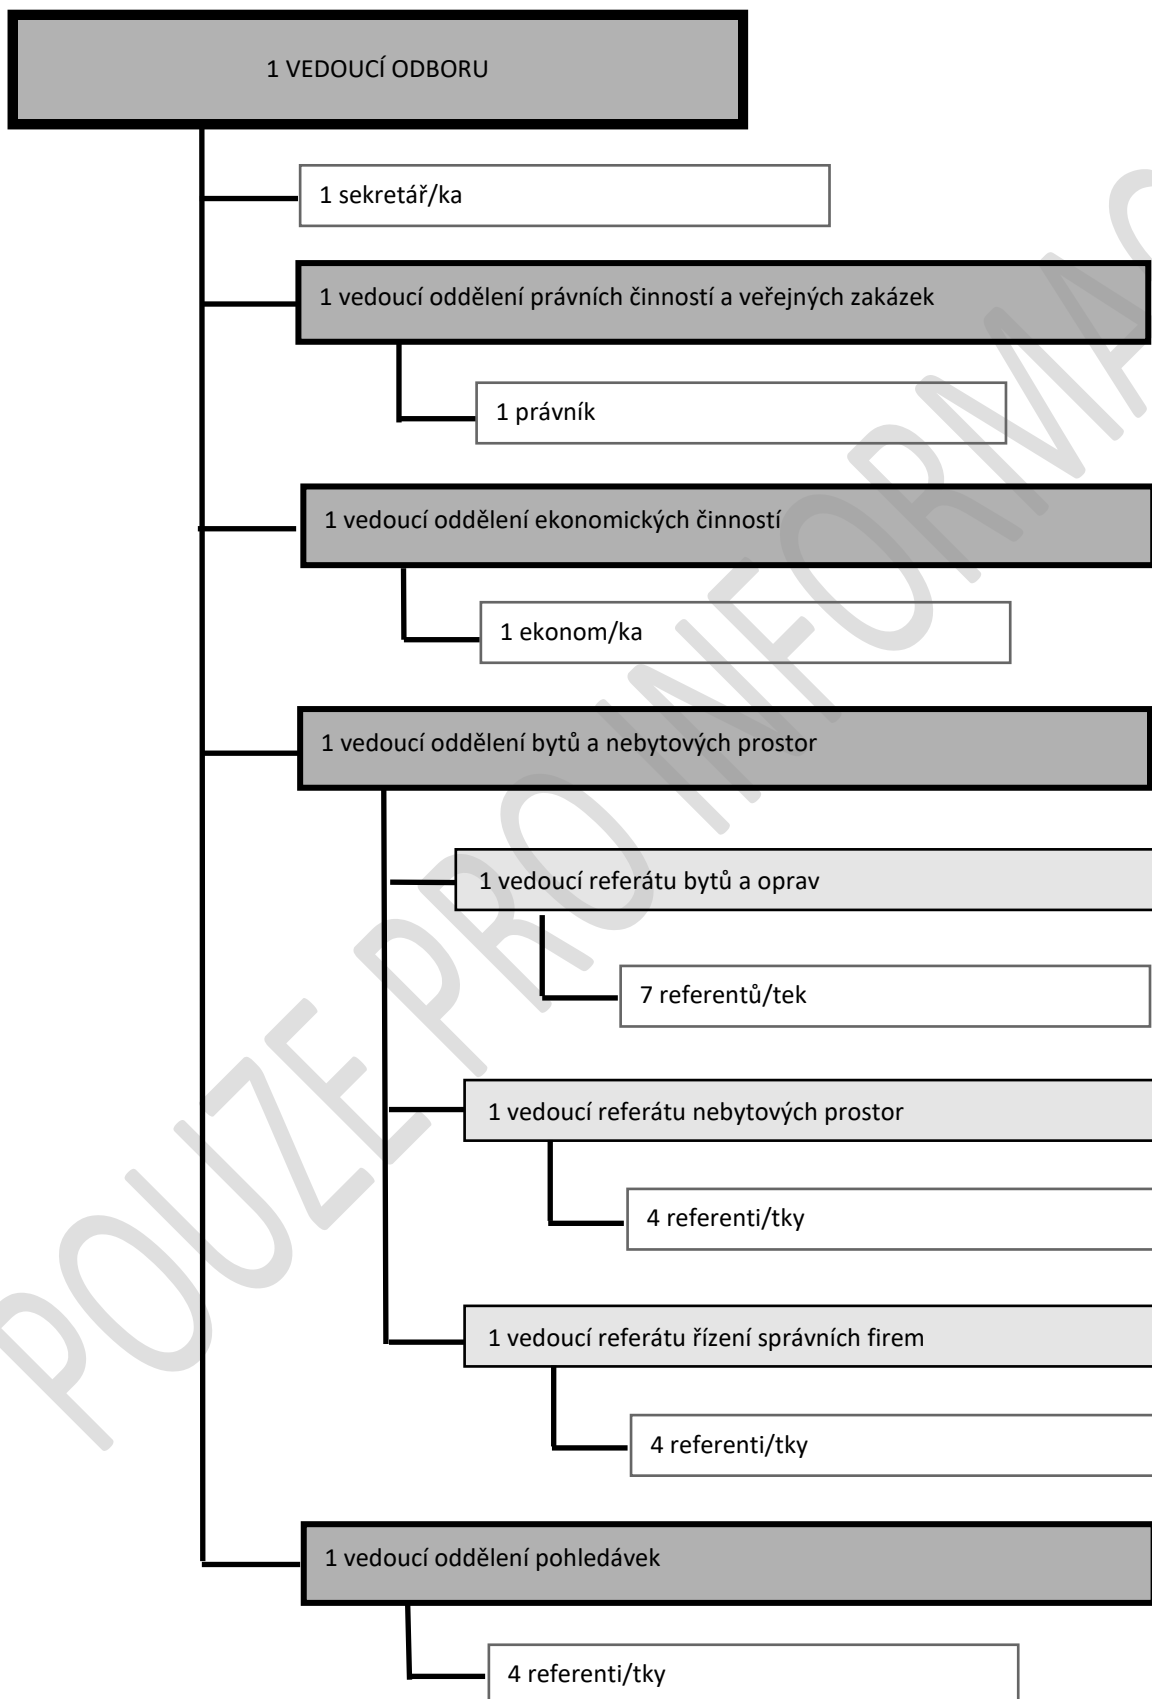 1 VEDOUCÍ ODBORU
1 sekretář/ka
1 vedoucí oddělení právních činností a veřejných zakázek
1 právník
1 vedoucí oddělení ekonomických činností
1 ekonom/ka
1 vedoucí oddělení bytů a nebytových prostor
1 vedoucí referátu bytů a oprav
7 referentů/tek
1 vedoucí referátu nebytových prostor
4 referenti/tky
1 vedoucí referátu řízení správních firem
4 referenti/tky
1 vedoucí oddělení pohledávek
4 referenti/tky
POUZE PRO